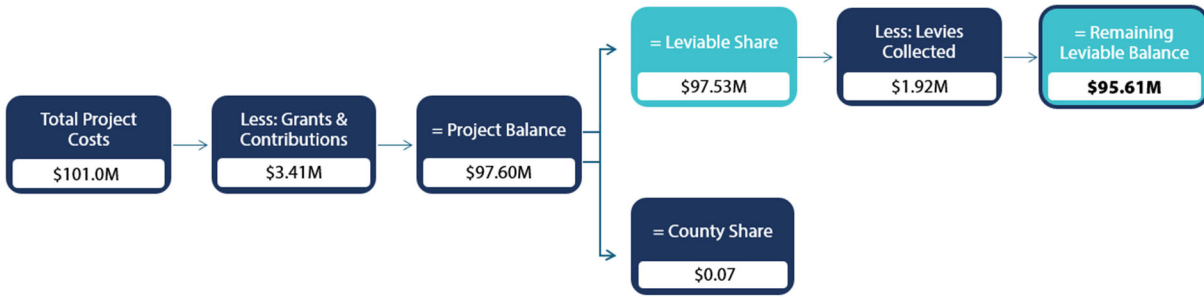 Total Project
Costs
$101.0M
Less: Grants &
Contributions
$3.41M
= Project Balance
$97.60M
= Leviable Share
$97.53M
Less: Levies
Collected
$1.92M
= Remaining
Leviable Balance
$95.61M
= County Share
$0.07